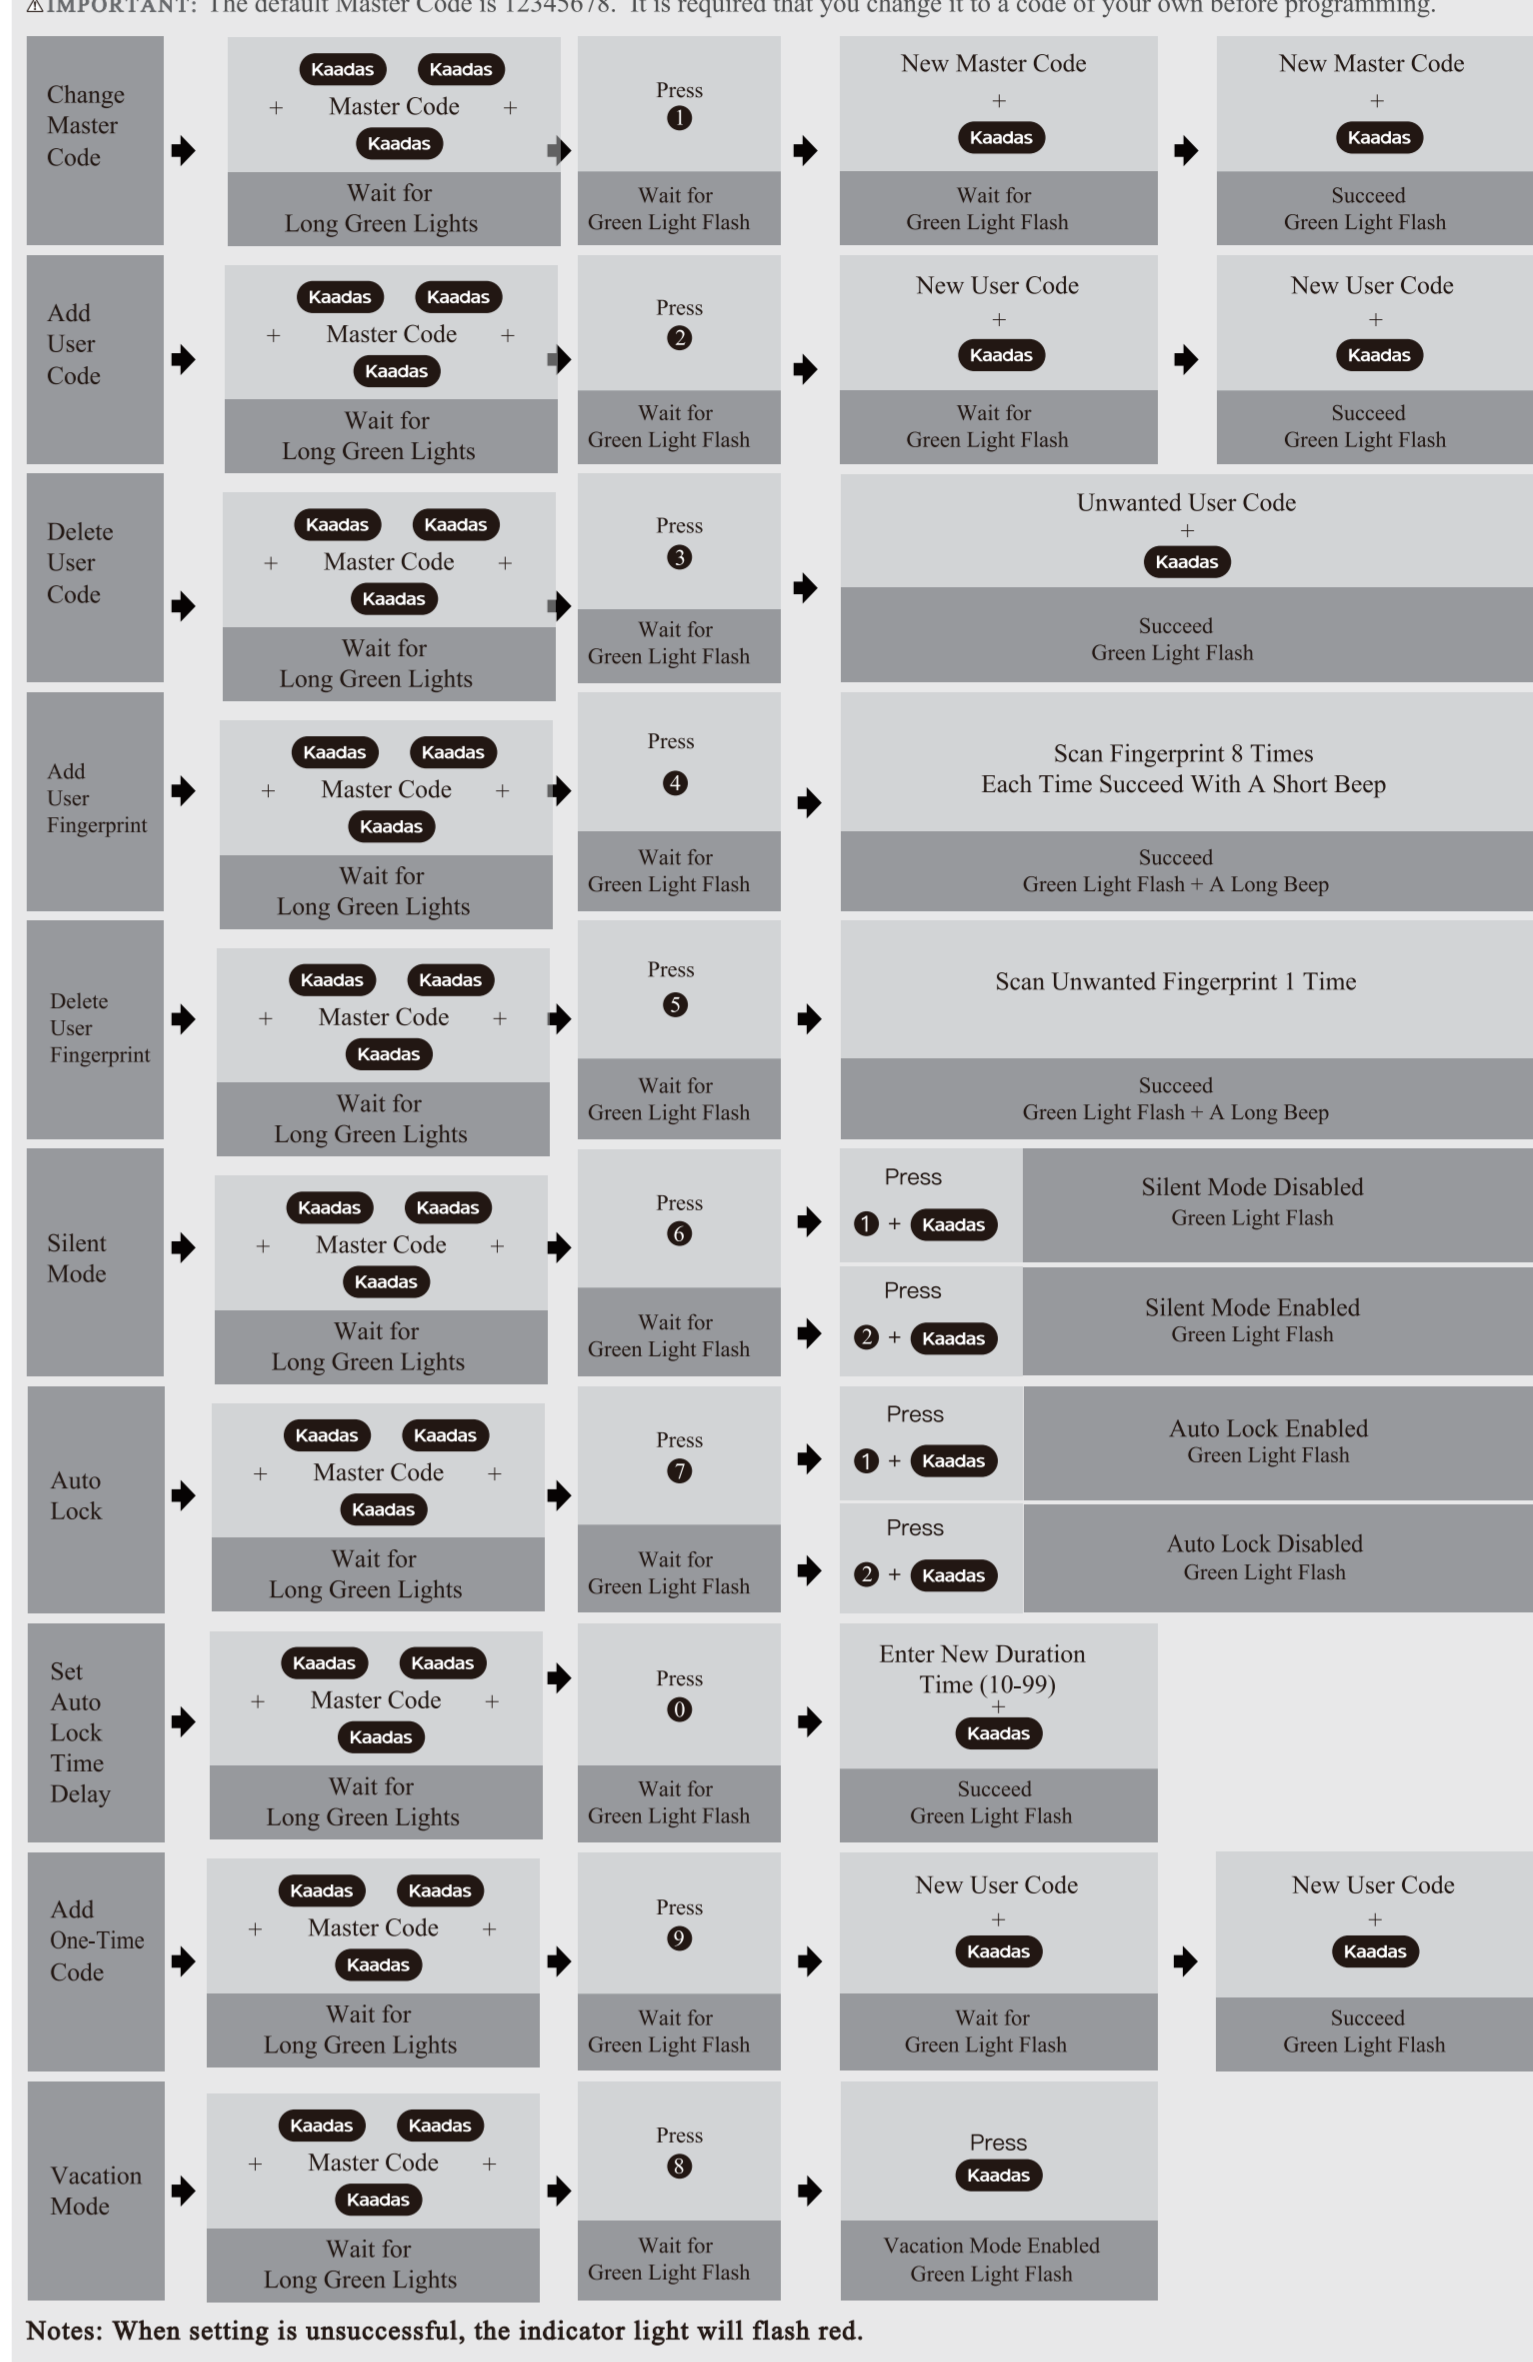 ⚠IMPORTANT: The default Master Code is 12345678. It is required that you change it to a code of your own before programming.
Change
Master
Code
Kaadas Kaadas
+ Master Code +
Kaadas
Wait for
Long Green Lights
Press
1
Wait for
Green Light Flash
New Master Code
+
Kaadas
Wait for
Green Light Flash
New Master Code
+
Kaadas
Succeed
Green Light Flash
Add
User
Code
Kaadas Kaadas
+ Master Code +
Kaadas
Wait for
Long Green Lights
Press
2
Wait for
Green Light Flash
New User Code
+
Kaadas
Wait for
Green Light Flash
New User Code
+
Kaadas
Succeed
Green Light Flash
Delete
User
Code
Kaadas Kaadas
+ Master Code +
Kaadas
Wait for
Long Green Lights
Press
3
Wait for
Green Light Flash
Unwanted User Code
+
Kaadas
Succeed
Green Light Flash
Add
User
Fingerprint
Kaadas Kaadas
+ Master Code +
Kaadas
Wait for
Long Green Lights
Press
4
Wait for
Green Light Flash
Scan Fingerprint 8 Times
Each Time Succeed With A Short Beep
Succeed
Green Light Flash + A Long Beep
Delete
User
Fingerprint
Kaadas Kaadas
+ Master Code +
Kaadas
Wait for
Long Green Lights
Press
5
Wait for
Green Light Flash
Scan Unwanted Fingerprint 1 Time
Succeed
Green Light Flash + A Long Beep
Silent
Mode
Kaadas Kaadas
+ Master Code +
Kaadas
Wait for
Long Green Lights
Press
6
Wait for
Green Light Flash
Press
1 + Kaadas
Silent Mode Disabled
Green Light Flash
Press
2 + Kaadas
Silent Mode Enabled
Green Light Flash
Auto
Lock
Kaadas Kaadas
+ Master Code +
Kaadas
Wait for
Long Green Lights
Press
7
Wait for
Green Light Flash
Press
1 + Kaadas
Auto Lock Enabled
Green Light Flash
Press
2 + Kaadas
Auto Lock Disabled
Green Light Flash
Set
Auto
Lock
Time
Delay
Kaadas Kaadas
+ Master Code +
Kaadas
Wait for
Long Green Lights
Press
0
Wait for
Green Light Flash
Enter New Duration
Time (10-99)
+
Kaadas
Succeed
Green Light Flash
Add
One-Time
Code
Kaadas Kaadas
+ Master Code +
Kaadas
Wait for
Long Green Lights
Press
9
Wait for
Green Light Flash
New User Code
+
Kaadas
Wait for
Green Light Flash
New User Code
+
Kaadas
Succeed
Green Light Flash
Vacation
Mode
Kaadas Kaadas
+ Master Code +
Kaadas
Wait for
Long Green Lights
Press
8
Wait for
Green Light Flash
Press
Kaadas
Vacation Mode Enabled
Green Light Flash
Notes: When setting is unsuccessful, the indicator light will flash red.